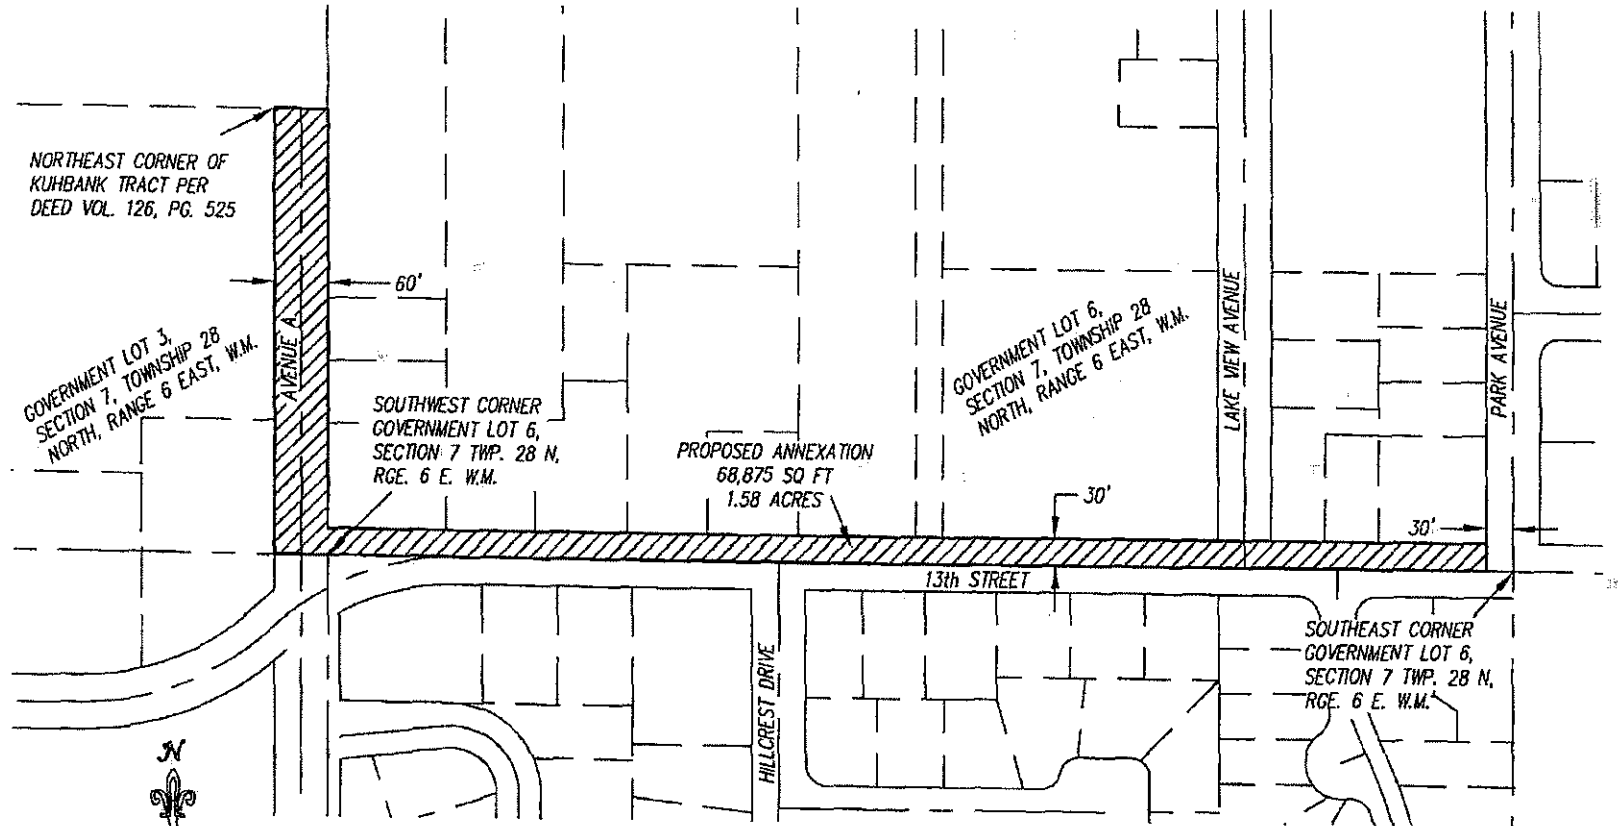 NORTHEAST CORNER OF
KUHBANK TRACT PER
DEED VOL. 126, PG. 525
60'
GOVERNMENT LOT 3,
SECTION 7, TOWNSHIP 28
NORTH, RANGE 6 EAST, W.M.
AVENUE A.
SOUTHWEST CORNER
GOVERNMENT LOT 6,
SECTION 7 TWP. 28 N,
RGE. 6 E. W.M.
PROPOSED ANNEXATION
68,875 SQ FT
1.58 ACRES
GOVERNMENT LOT 6,
SECTION 7, TOWNSHIP 28
NORTH, RANGE 6 EAST, W.M.
LAKE VIEW AVENUE
PARK AVENUE
30'
30'
13th STREET
HILLCREST DRIVE
SOUTHEAST CORNER
GOVERNMENT LOT 6,
SECTION 7 TWP. 28 N,
RGE. 6 E. W.M.
N